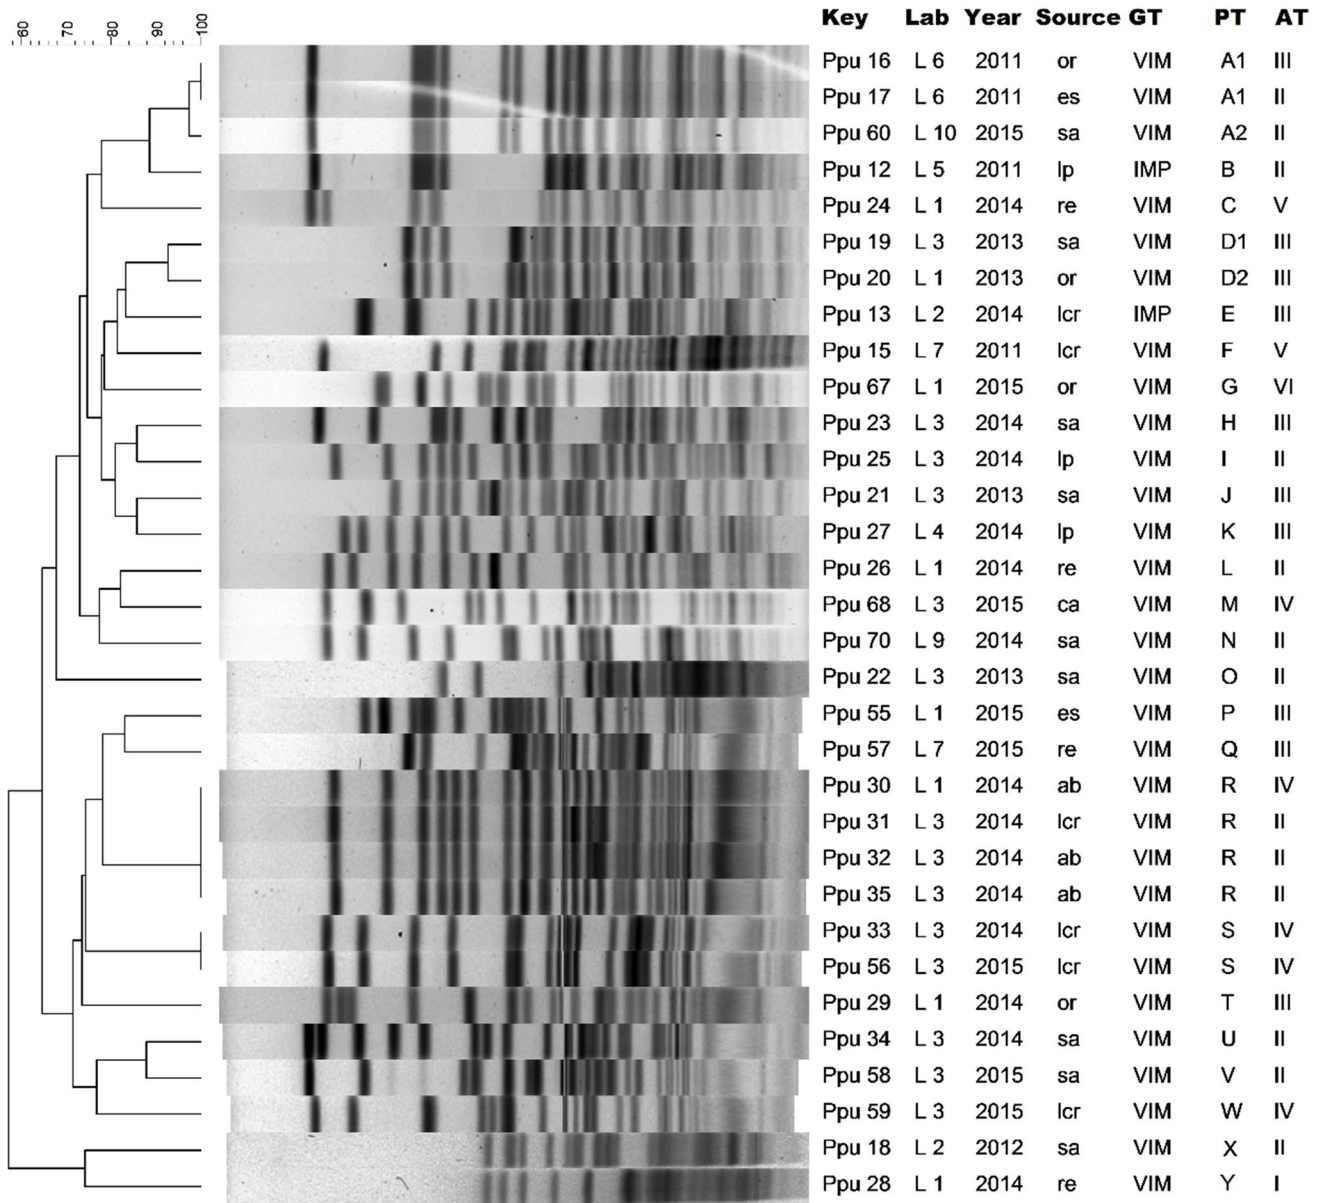 60 70 80 90 100 Key Lab Year Source GT PT AT
Ppu 16 L 6 2011 or VIM A1 III
Ppu 17 L 6 2011 es VIM A1 II
Ppu 60 L 10 2015 sa VIM A2 II
Ppu 12 L 5 2011 lp IMP B II
Ppu 24 L 1 2014 re VIM C V
Ppu 19 L 3 2013 sa VIM D1 III
Ppu 20 L 1 2013 or VIM D2 III
Ppu 13 L 2 2014 lcr IMP E III
Ppu 15 L 7 2011 lcr VIM F V
Ppu 67 L 1 2015 or VIM G VI
Ppu 23 L 3 2014 sa VIM H III
Ppu 25 L 3 2014 lp VIM I II
Ppu 21 L 3 2013 sa VIM J III
Ppu 27 L 4 2014 lp VIM K III
Ppu 26 L 1 2014 re VIM L II
Ppu 68 L 3 2015 ca VIM M IV
Ppu 70 L 9 2014 sa VIM N II
Ppu 22 L 3 2013 sa VIM O II
Ppu 55 L 1 2015 es VIM P III
Ppu 57 L 7 2015 re VIM Q III
Ppu 30 L 1 2014 ab VIM R IV
Ppu 31 L 3 2014 lcr VIM R II
Ppu 32 L 3 2014 ab VIM R II
Ppu 35 L 3 2014 ab VIM R II
Ppu 33 L 3 2014 lcr VIM S IV
Ppu 56 L 3 2015 lcr VIM S IV
Ppu 29 L 1 2014 or VIM T III
Ppu 34 L 3 2014 sa VIM U II
Ppu 58 L 3 2015 sa VIM V II
Ppu 59 L 3 2015 lcr VIM W IV
Ppu 18 L 2 2012 sa VIM X II
Ppu 28 L 1 2014 re VIM Y I